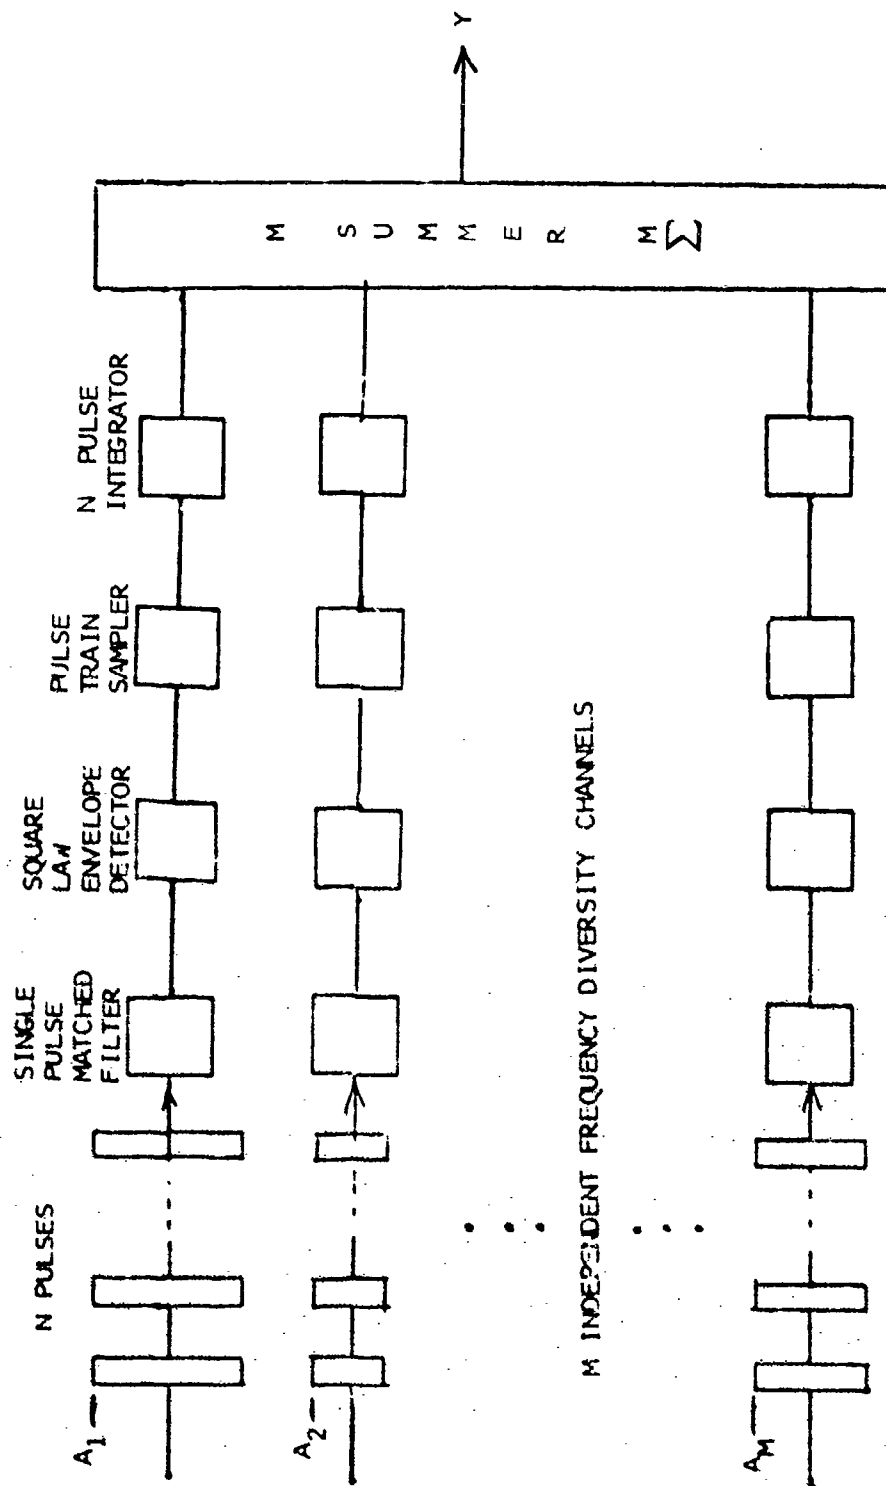 N PULSES
SINGLE
PULSE
MATCHED
FILTER
SQUARE
LAW
ENVELOPE
DETECTOR
PULSE
TRAIN
SAMPLER
N PULSE
INTEGRATOR
A1
A2
AM
M INDEPENDENT FREQUENCY DIVERSITY CHANNELS
M SUMMER MΣ
Y